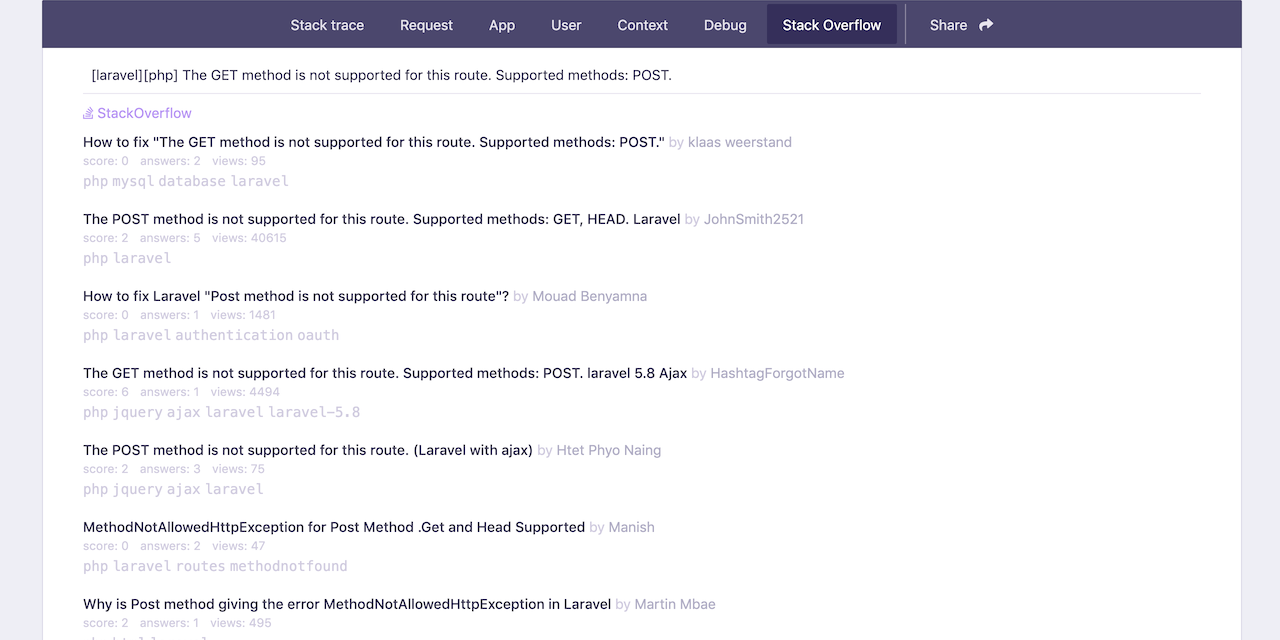 Stack trace Request App User Context Debug Stack Overflow Share
[laravel][php] The GET method is not supported for this route. Supported methods: POST.
StackOverflow
How to fix "The GET method is not supported for this route. Supported methods: POST." by klaas weerstand
score: 0 answers: 2 views: 95
php mysql database laravel
The POST method is not supported for this route. Supported methods: GET, HEAD. Laravel by JohnSmith2521
score: 2 answers: 5 views: 40615
php laravel
How to fix Laravel "Post method is not supported for this route"? by Mouad Benyamna
score: 0 answers: 1 views: 1481
php laravel authentication oauth
The GET method is not supported for this route. Supported methods: POST. laravel 5.8 Ajax by HashtagForgotName
score: 6 answers: 1 views: 4494
php jquery ajax laravel laravel-5.8
The POST method is not supported for this route. (Laravel with ajax) by Htet Phyo Naing
score: 2 answers: 3 views: 75
php jquery ajax laravel
MethodNotAllowedHttpException for Post Method .Get and Head Supported by Manish
score: 0 answers: 2 views: 47
php laravel routes methodnotfound
Why is Post method giving the error MethodNotAllowedHttpException in Laravel by Martin Mbae
score: 2 answers: 1 views: 495